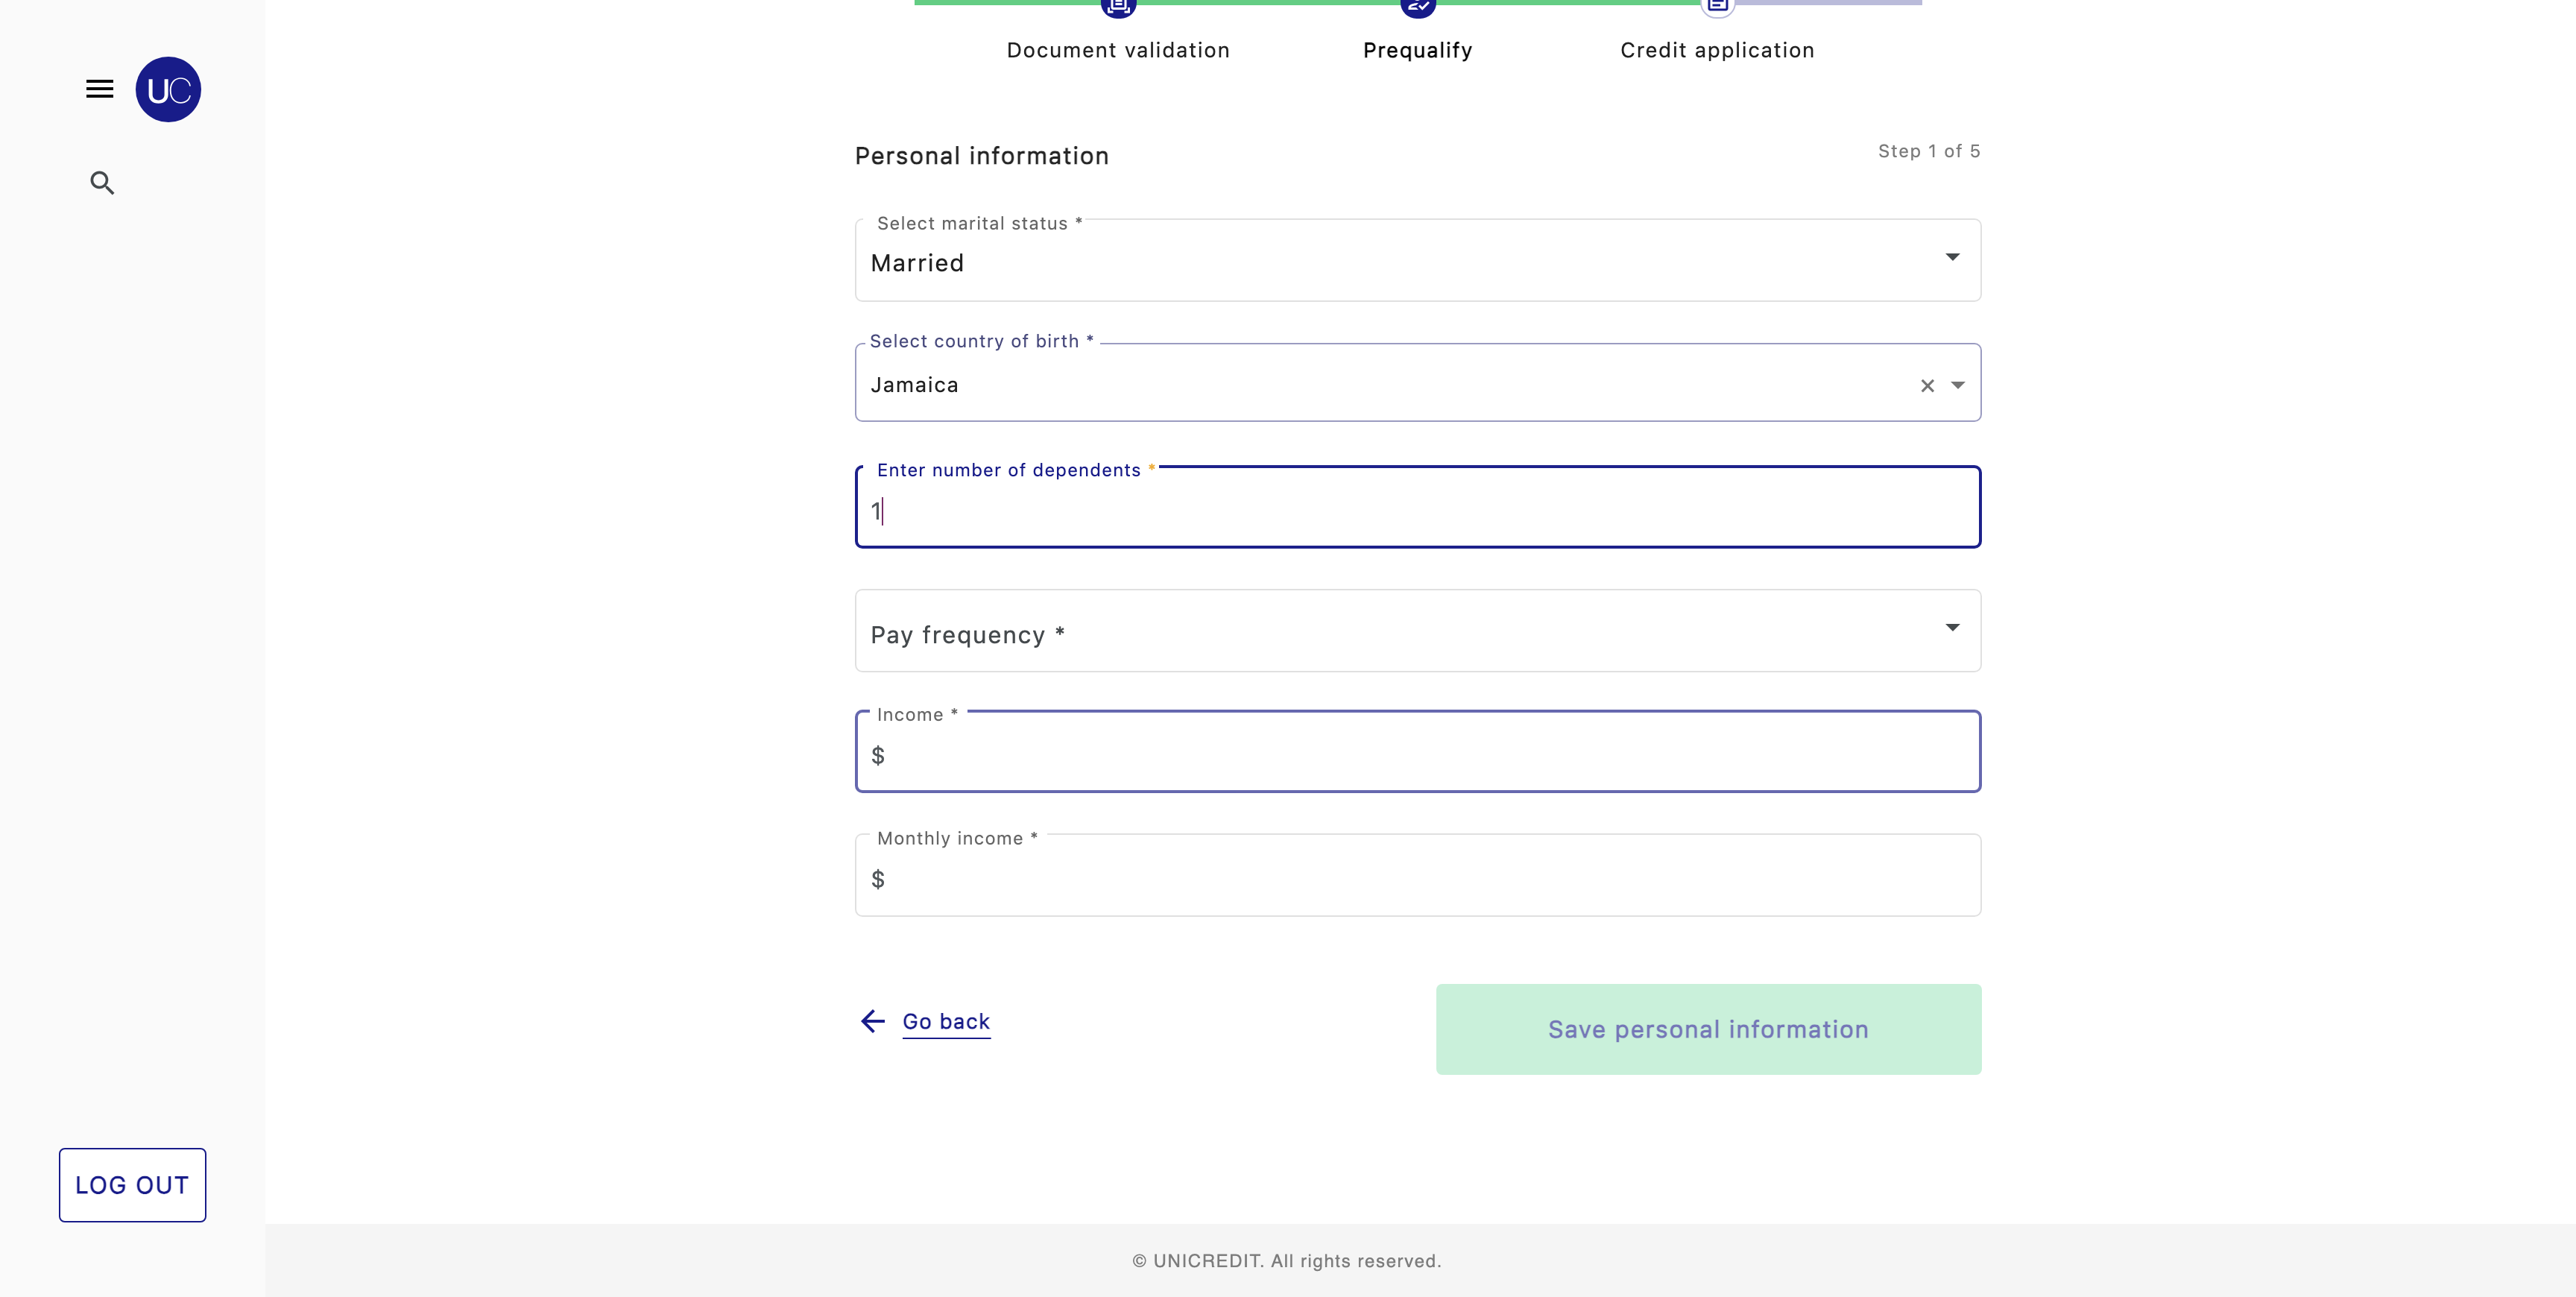 Document validation
Prequalify
Credit application
UC
Personal information
Step 1 of 5
Select marital status *
Married
Select country of birth *
Jamaica
Enter number of dependents *
1
Pay frequency *
Income *
$
Monthly income *
$
Go back
Save personal information
LOG OUT
© UNICREDIT. All rights reserved.